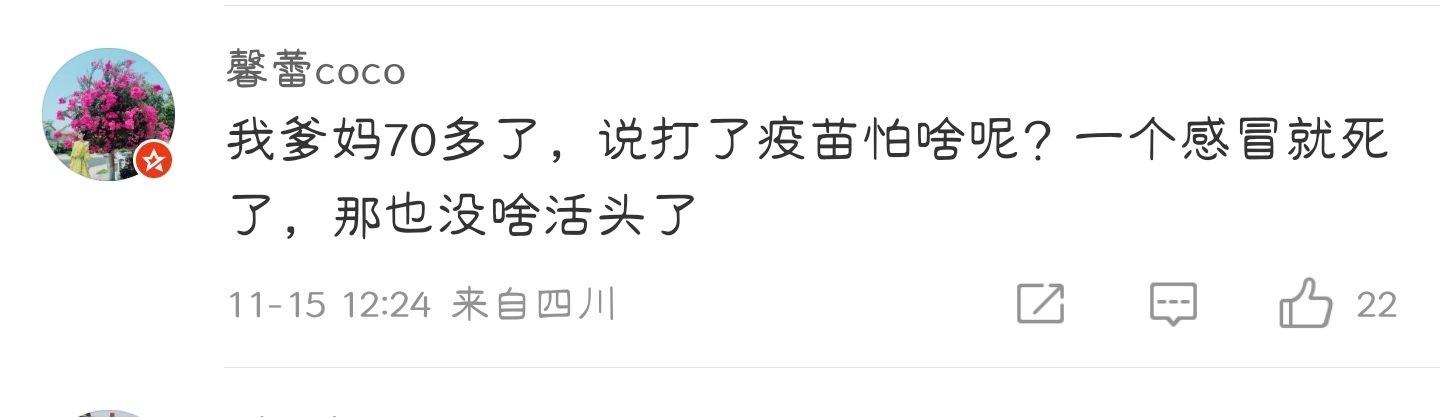 馨蕾coco
我爹妈70多了，说打了疫苗怕啥呢？一个感冒就死
了，那也没啥活头了
11-15 12:24 来自四川
22